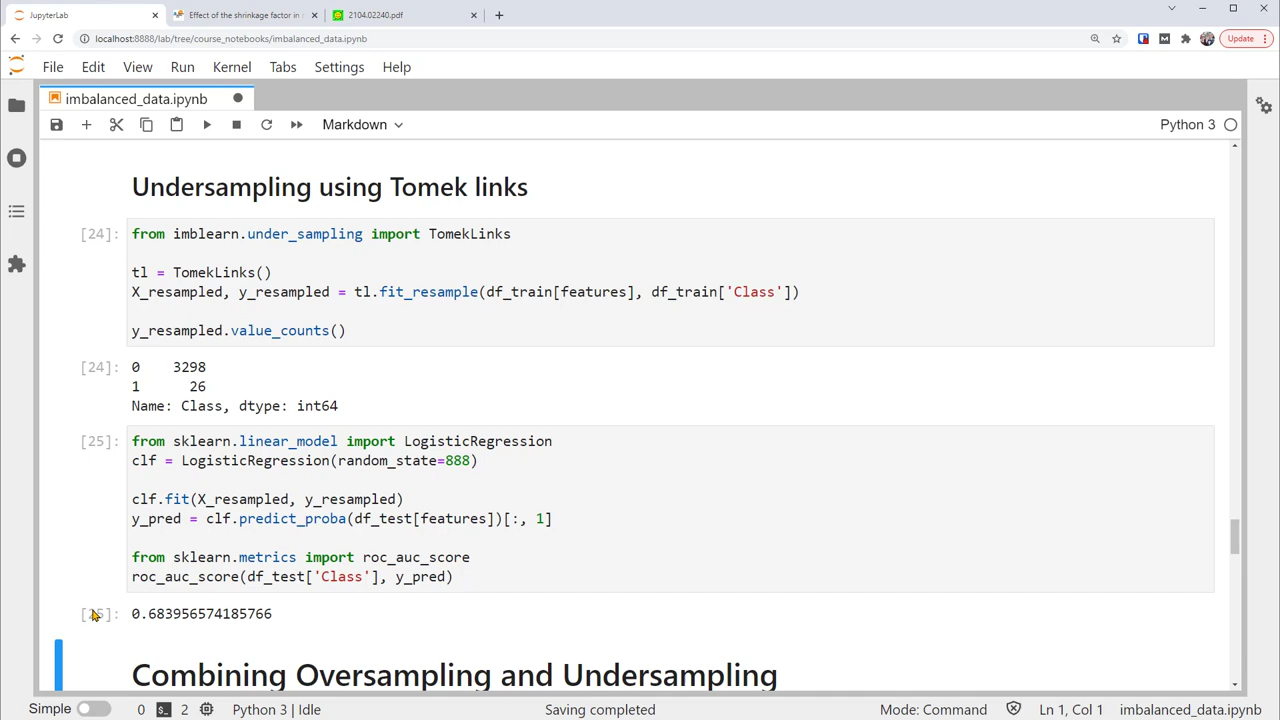 JupyterLab
Effect of the shrinkage factor in
2104.02240.pdf
localhost:8888/lab/tree/course_notebooks/imbalanced_data.ipynb
Update
File Edit View Run Kernel Tabs Settings Help
imbalanced_data.ipynb
Markdown
Python 3
Undersampling using Tomek links
[24]:
from imblearn.under_sampling import TomekLinks
tl = TomekLinks()
X_resampled, y_resampled = tl.fit_resample(df_train[features], df_train['Class'])
y_resampled.value_counts()
[24]: 0 3298
1 26
Name: Class, dtype: int64
[25]:
from sklearn.linear_model import LogisticRegression
clf = LogisticRegression(random_state=888)
clf.fit(X_resampled, y_resampled)
y_pred = clf.predict_proba(df_test[features])[:, 1]
from sklearn.metrics import roc_auc_score
roc_auc_score(df_test['Class'], y_pred)
[25]: 0.683956574185766
Combining Oversampling and Undersampling
Simple 0 2 Python 3 | Idle Saving completed Mode: Command Ln 1, Col 1 imbalanced_data.ipynb